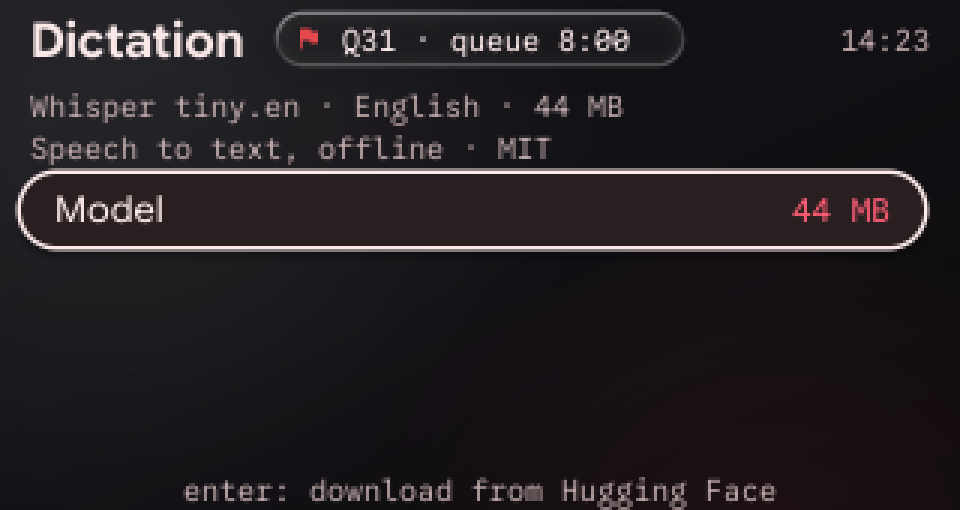 Dictation Q31 · queue 8:00 14:23
Whisper tiny.en · English · 44 MB
Speech to text, offline · MIT
Model 44 MB
enter: download from Hugging Face